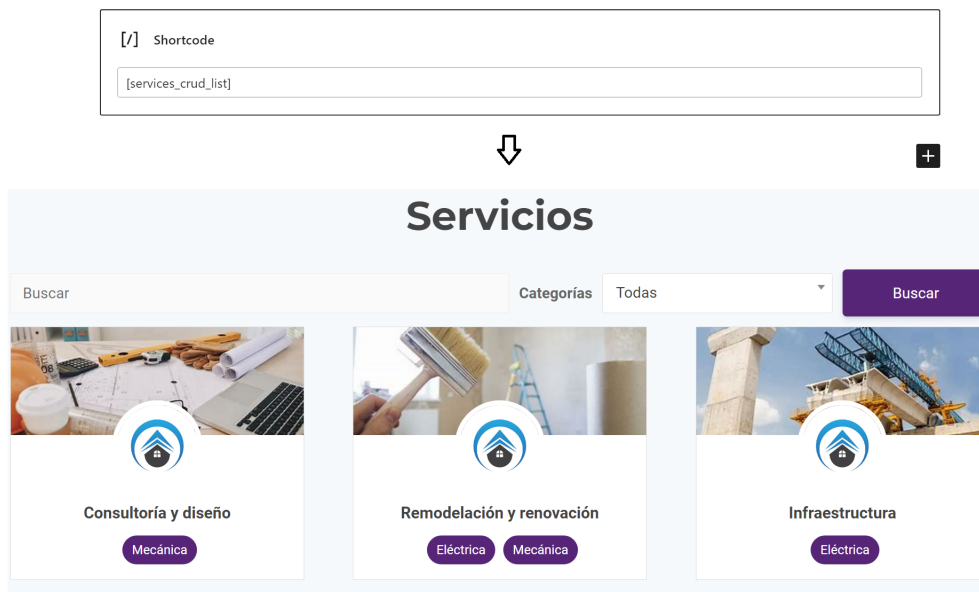 [/] Shortcode
[services_crud_list]
Servicios
Buscar Categorías Todas Buscar
Consultoría y diseño Remodelación y renovación Infraestructura
Mecánica Eléctrica Mecánica Eléctrica